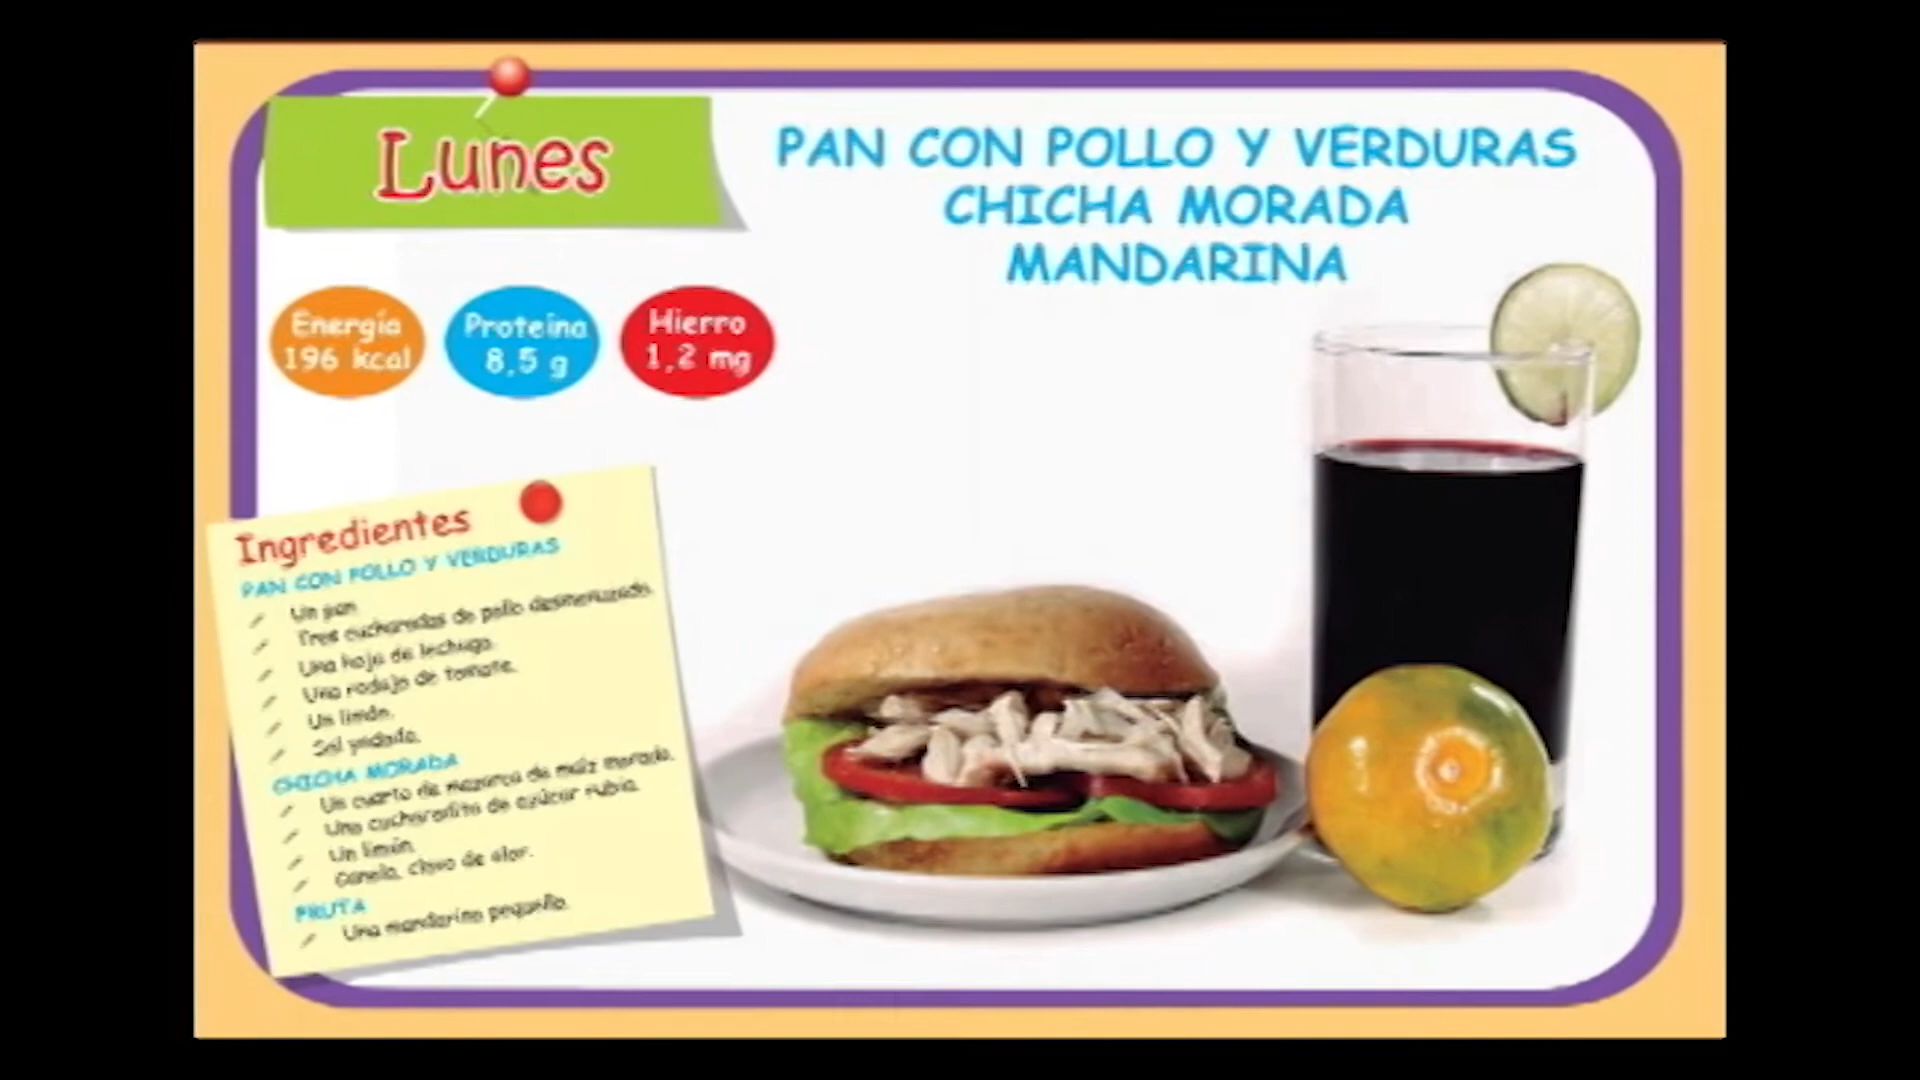 Lunes
PAN CON POLLO Y VERDURAS
CHICHA MORADA
MANDARINA
Energía
196 kcal
Proteína
8,5 g
Hierro
1,2 mg
Ingredientes
PAN CON POLLO Y VERDURAS
Un pan
Tres cucharadas de pollo desmenuzado.
Una hoja de lechuga.
Una rodaja de tomate.
Un limón.
Sal yodada.
CHICHA MORADA
Un cuarto de mazorca de maíz morado.
Una cucharadita de azúcar rubia.
Un limón.
Canela, clavo de olor.
FRUTA
Una mandarina pequeña.